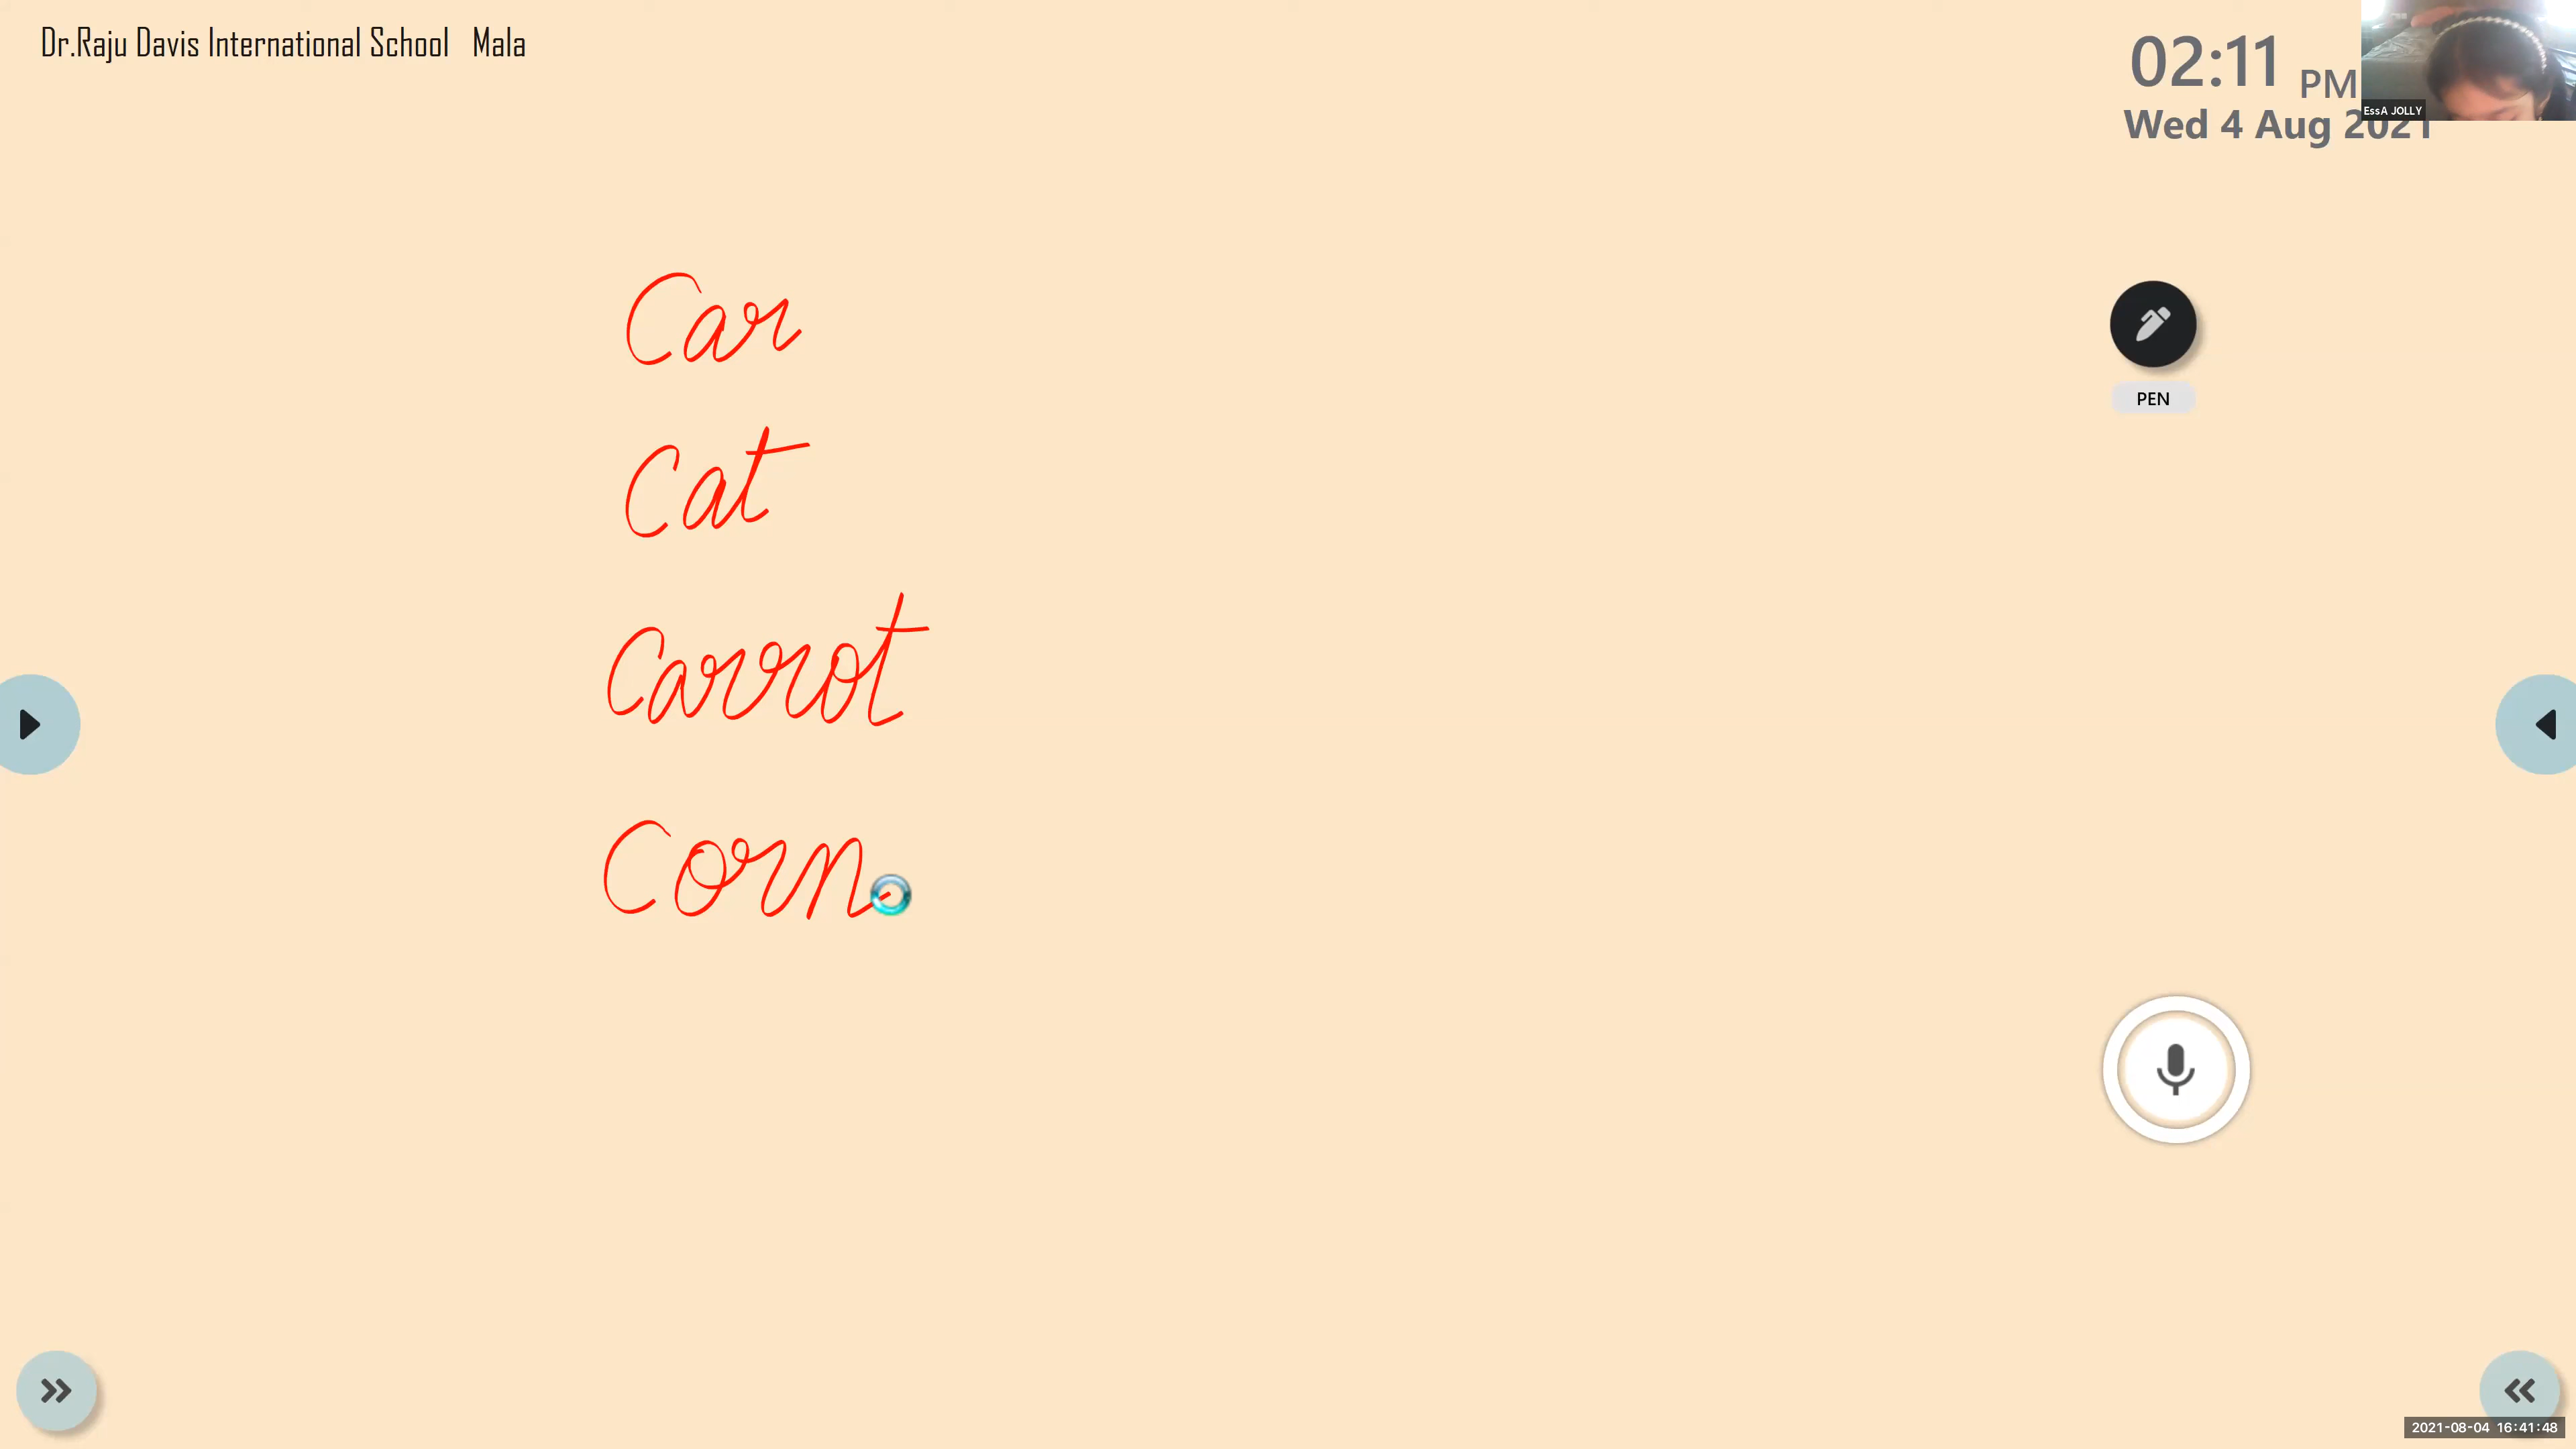 Dr.Raju Davis International School Mala
02:11 PM
EssA JOLLY
Wed 4 Aug 2021
Car
PEN
Cat
Carrot
Corn
2021-08-04 16:41:48